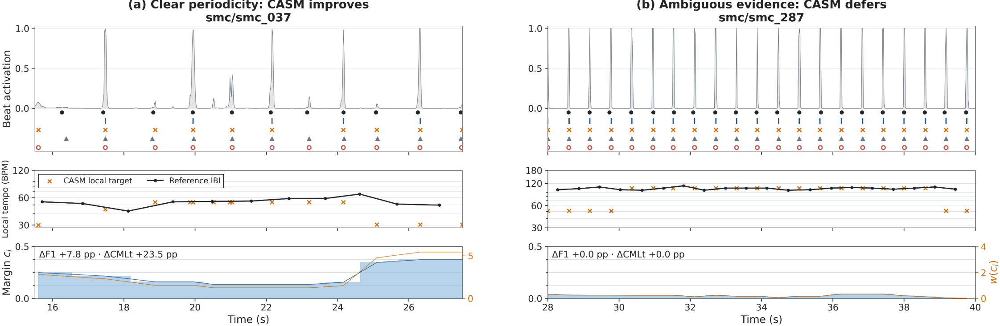 (a) Clear periodicity: CASM improves
smc/smc_037
1.0
0.5
0.0
Beat activation
120
60
30
Local tempo (BPM)
CASM local target
Reference IBI
0.5
0.0
Margin cᵢ
ΔF1 +7.8 pp · ΔCMLt +23.5 pp
5
0
16 18 20 22 24 26
Time (s)
(b) Ambiguous evidence: CASM defers
smc/smc_287
1.0
0.5
0.0
180
120
60
30
0.5
0.0
ΔF1 +0.0 pp · ΔCMLt +0.0 pp
4
2
0
w(cᵢ)
28 30 32 34 36 38 40
Time (s)